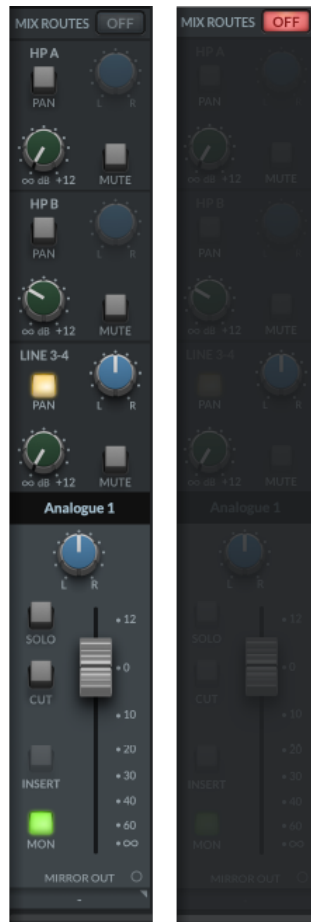 MIX ROUTES OFF
HP A
PAN L R
∞ dB +12 MUTE
HP B
PAN L R
∞ dB +12 MUTE
LINE 3-4
PAN L R
∞ dB +12 MUTE
Analogue 1
L R
12
SOLO
0
CUT
10
20
INSERT
30
40
60
MON
∞
MIRROR OUT
-
MIX ROUTES OFF
HP A
PAN L R
∞ dB +12 MUTE
HP B
PAN L R
∞ dB +12 MUTE
LINE 3-4
PAN L R
∞ dB +12 MUTE
Analogue 1
L R
12
SOLO
0
CUT
10
20
INSERT
30
40
60
MON
∞
MIRROR OUT